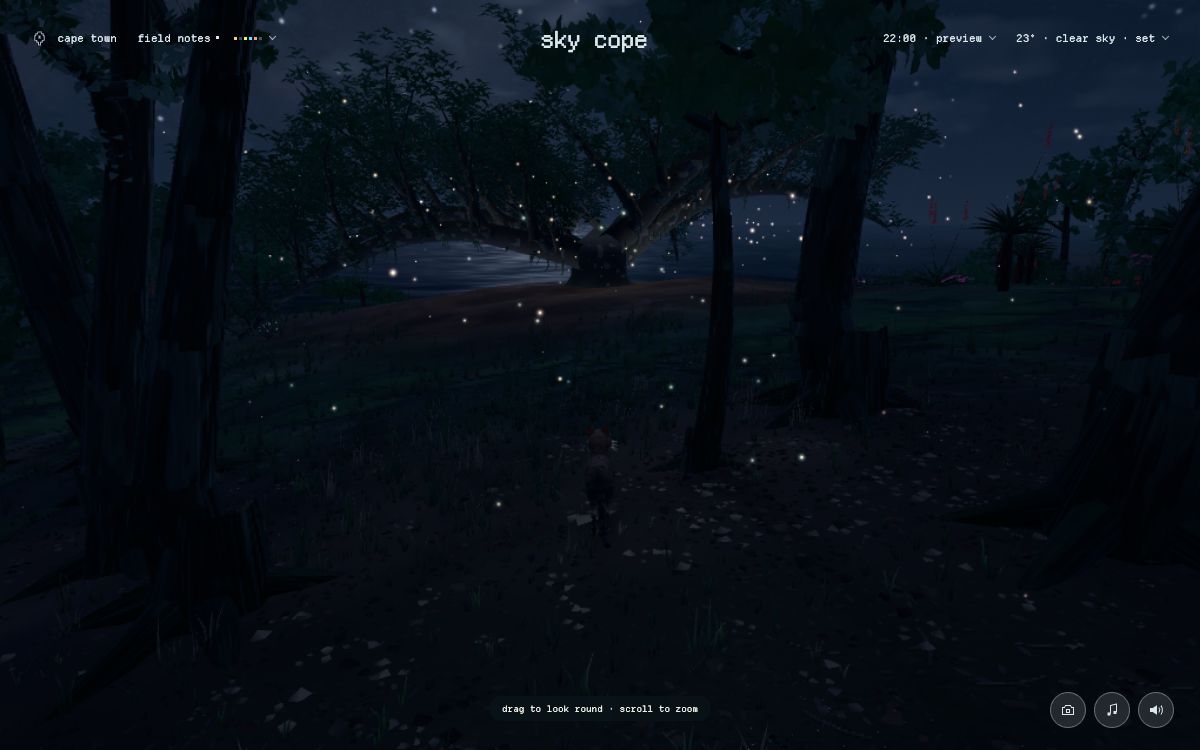 cape town
field notes
sky cope
22:00 · preview
23° · clear sky · set
drag to look round · scroll to zoom